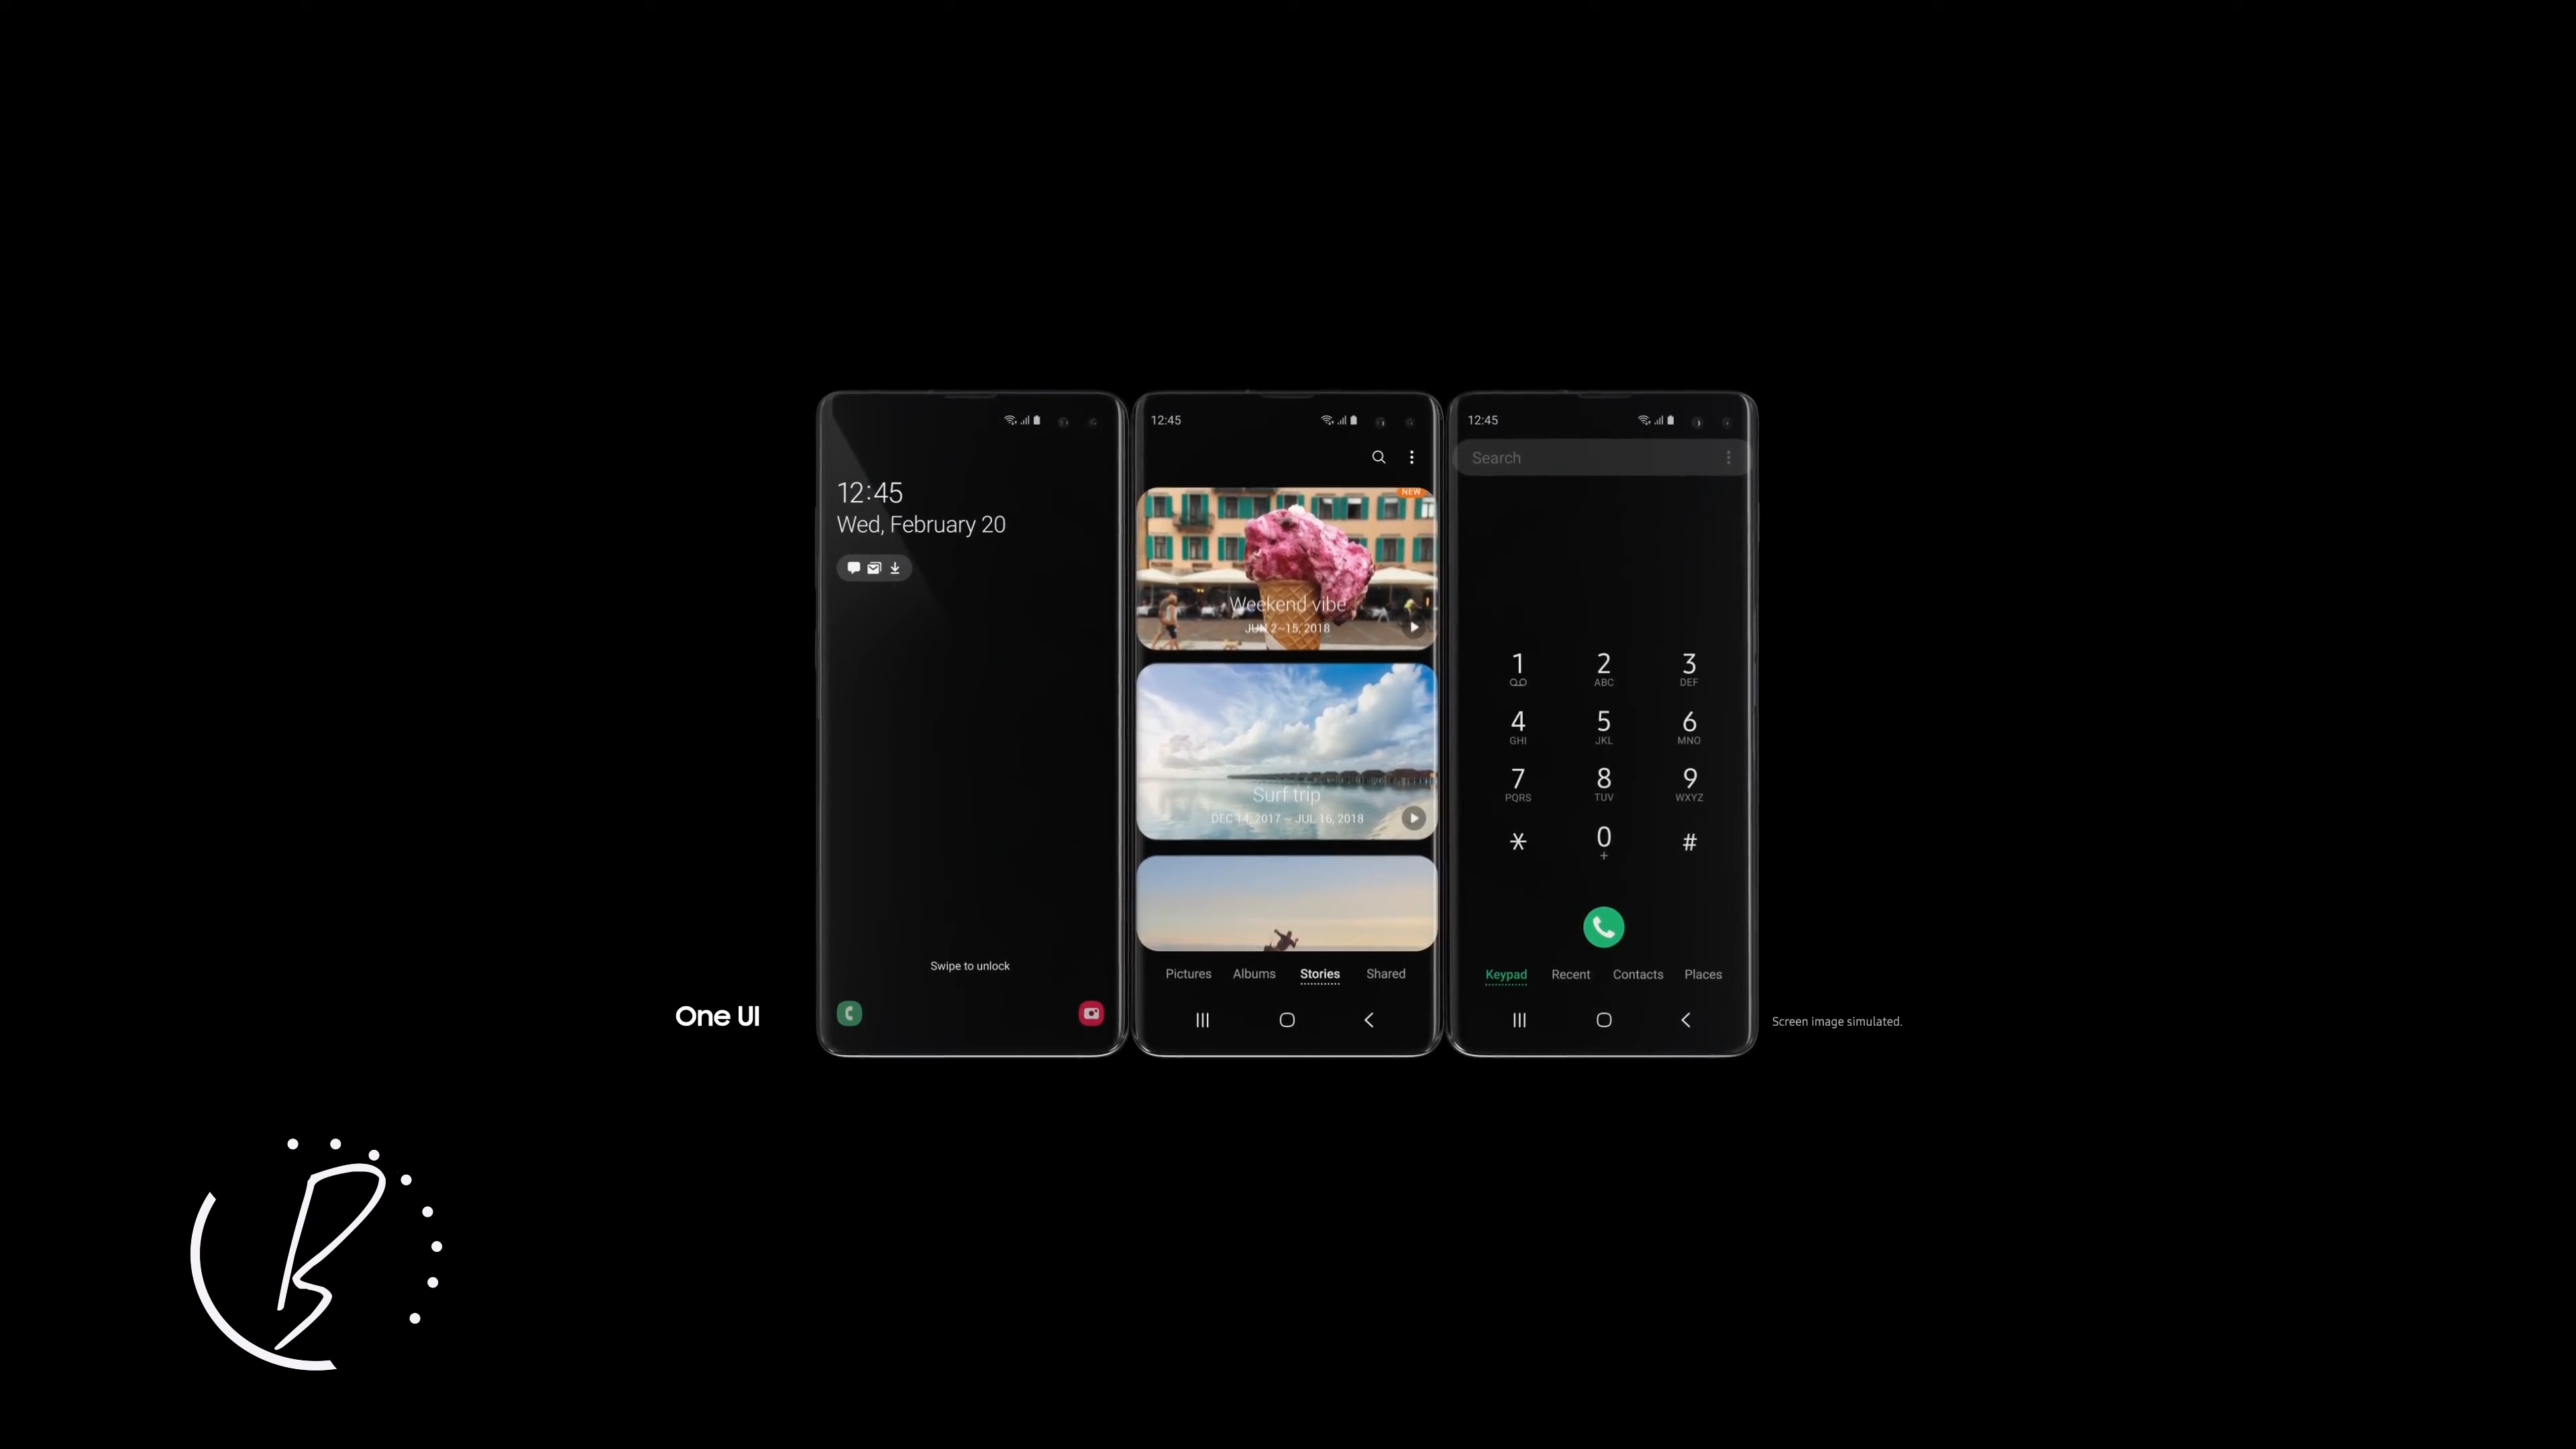 12:45
Wed, February 20
Swipe to unlock
12:45
NEW
Weekend vibe
JUN 2~15, 2018
Surf trip
DEC 14, 2017 – JUL 16, 2018
Pictures Albums Stories Shared
12:45
Search
1 2 3
ABC DEF
4 5 6
GHI JKL MNO
7 8 9
PQRS TUV WXYZ
* 0 #
+
Keypad Recent Contacts Places
One UI
Screen image simulated.
B